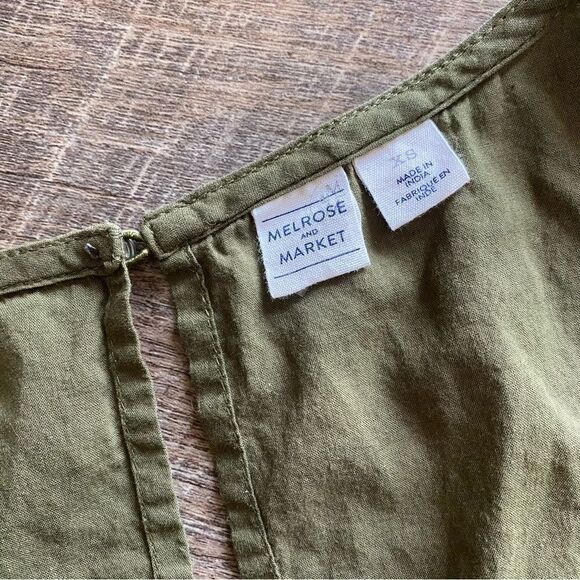 MELROSE
AND
MARKET
XS
MADE IN
INDIA
FABRIQUE EN
INDE